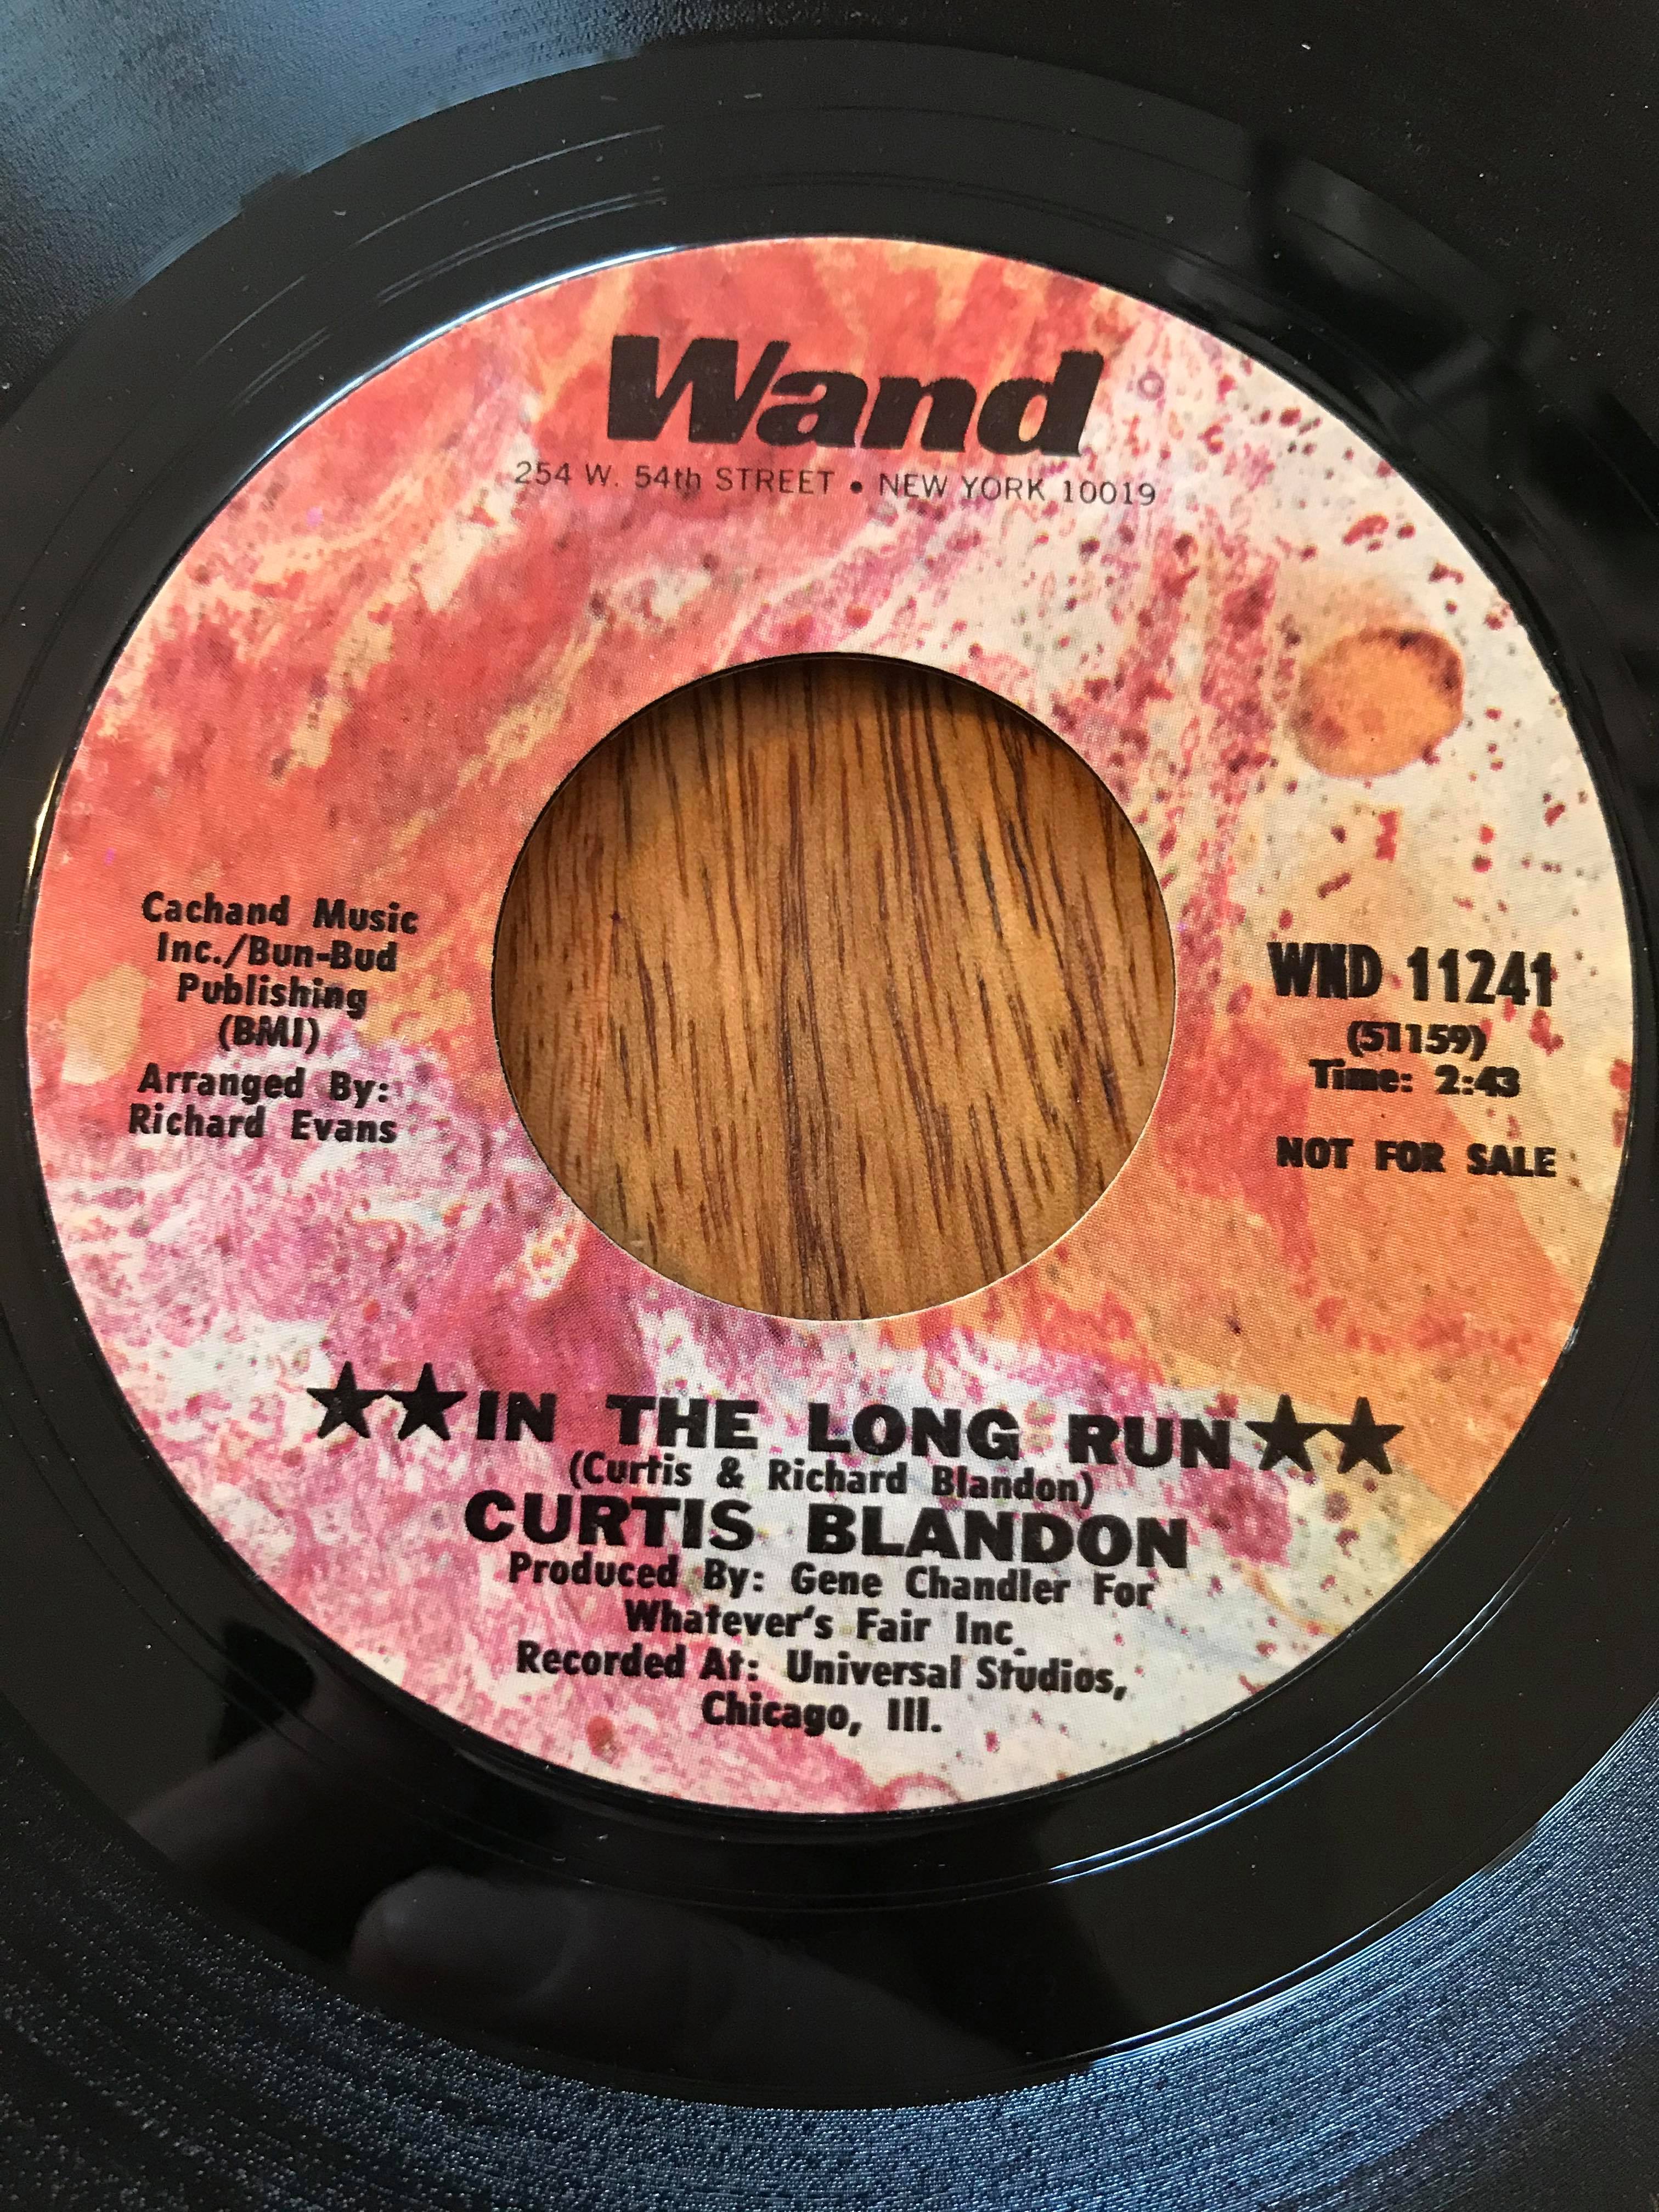 Wand
254 W. 54th STREET • NEW YORK 10019
Cachand Music
Inc./Bun-Bud
Publishing
(BMI)
Arranged By:
Richard Evans
WND 11241
(51159)
Time: 2:43
NOT FOR SALE
★★IN THE LONG RUN★★
(Curtis & Richard Blandon)
CURTIS BLANDON
Produced By: Gene Chandler For
Whatever's Fair Inc.
Recorded At: Universal Studios,
Chicago, Ill.